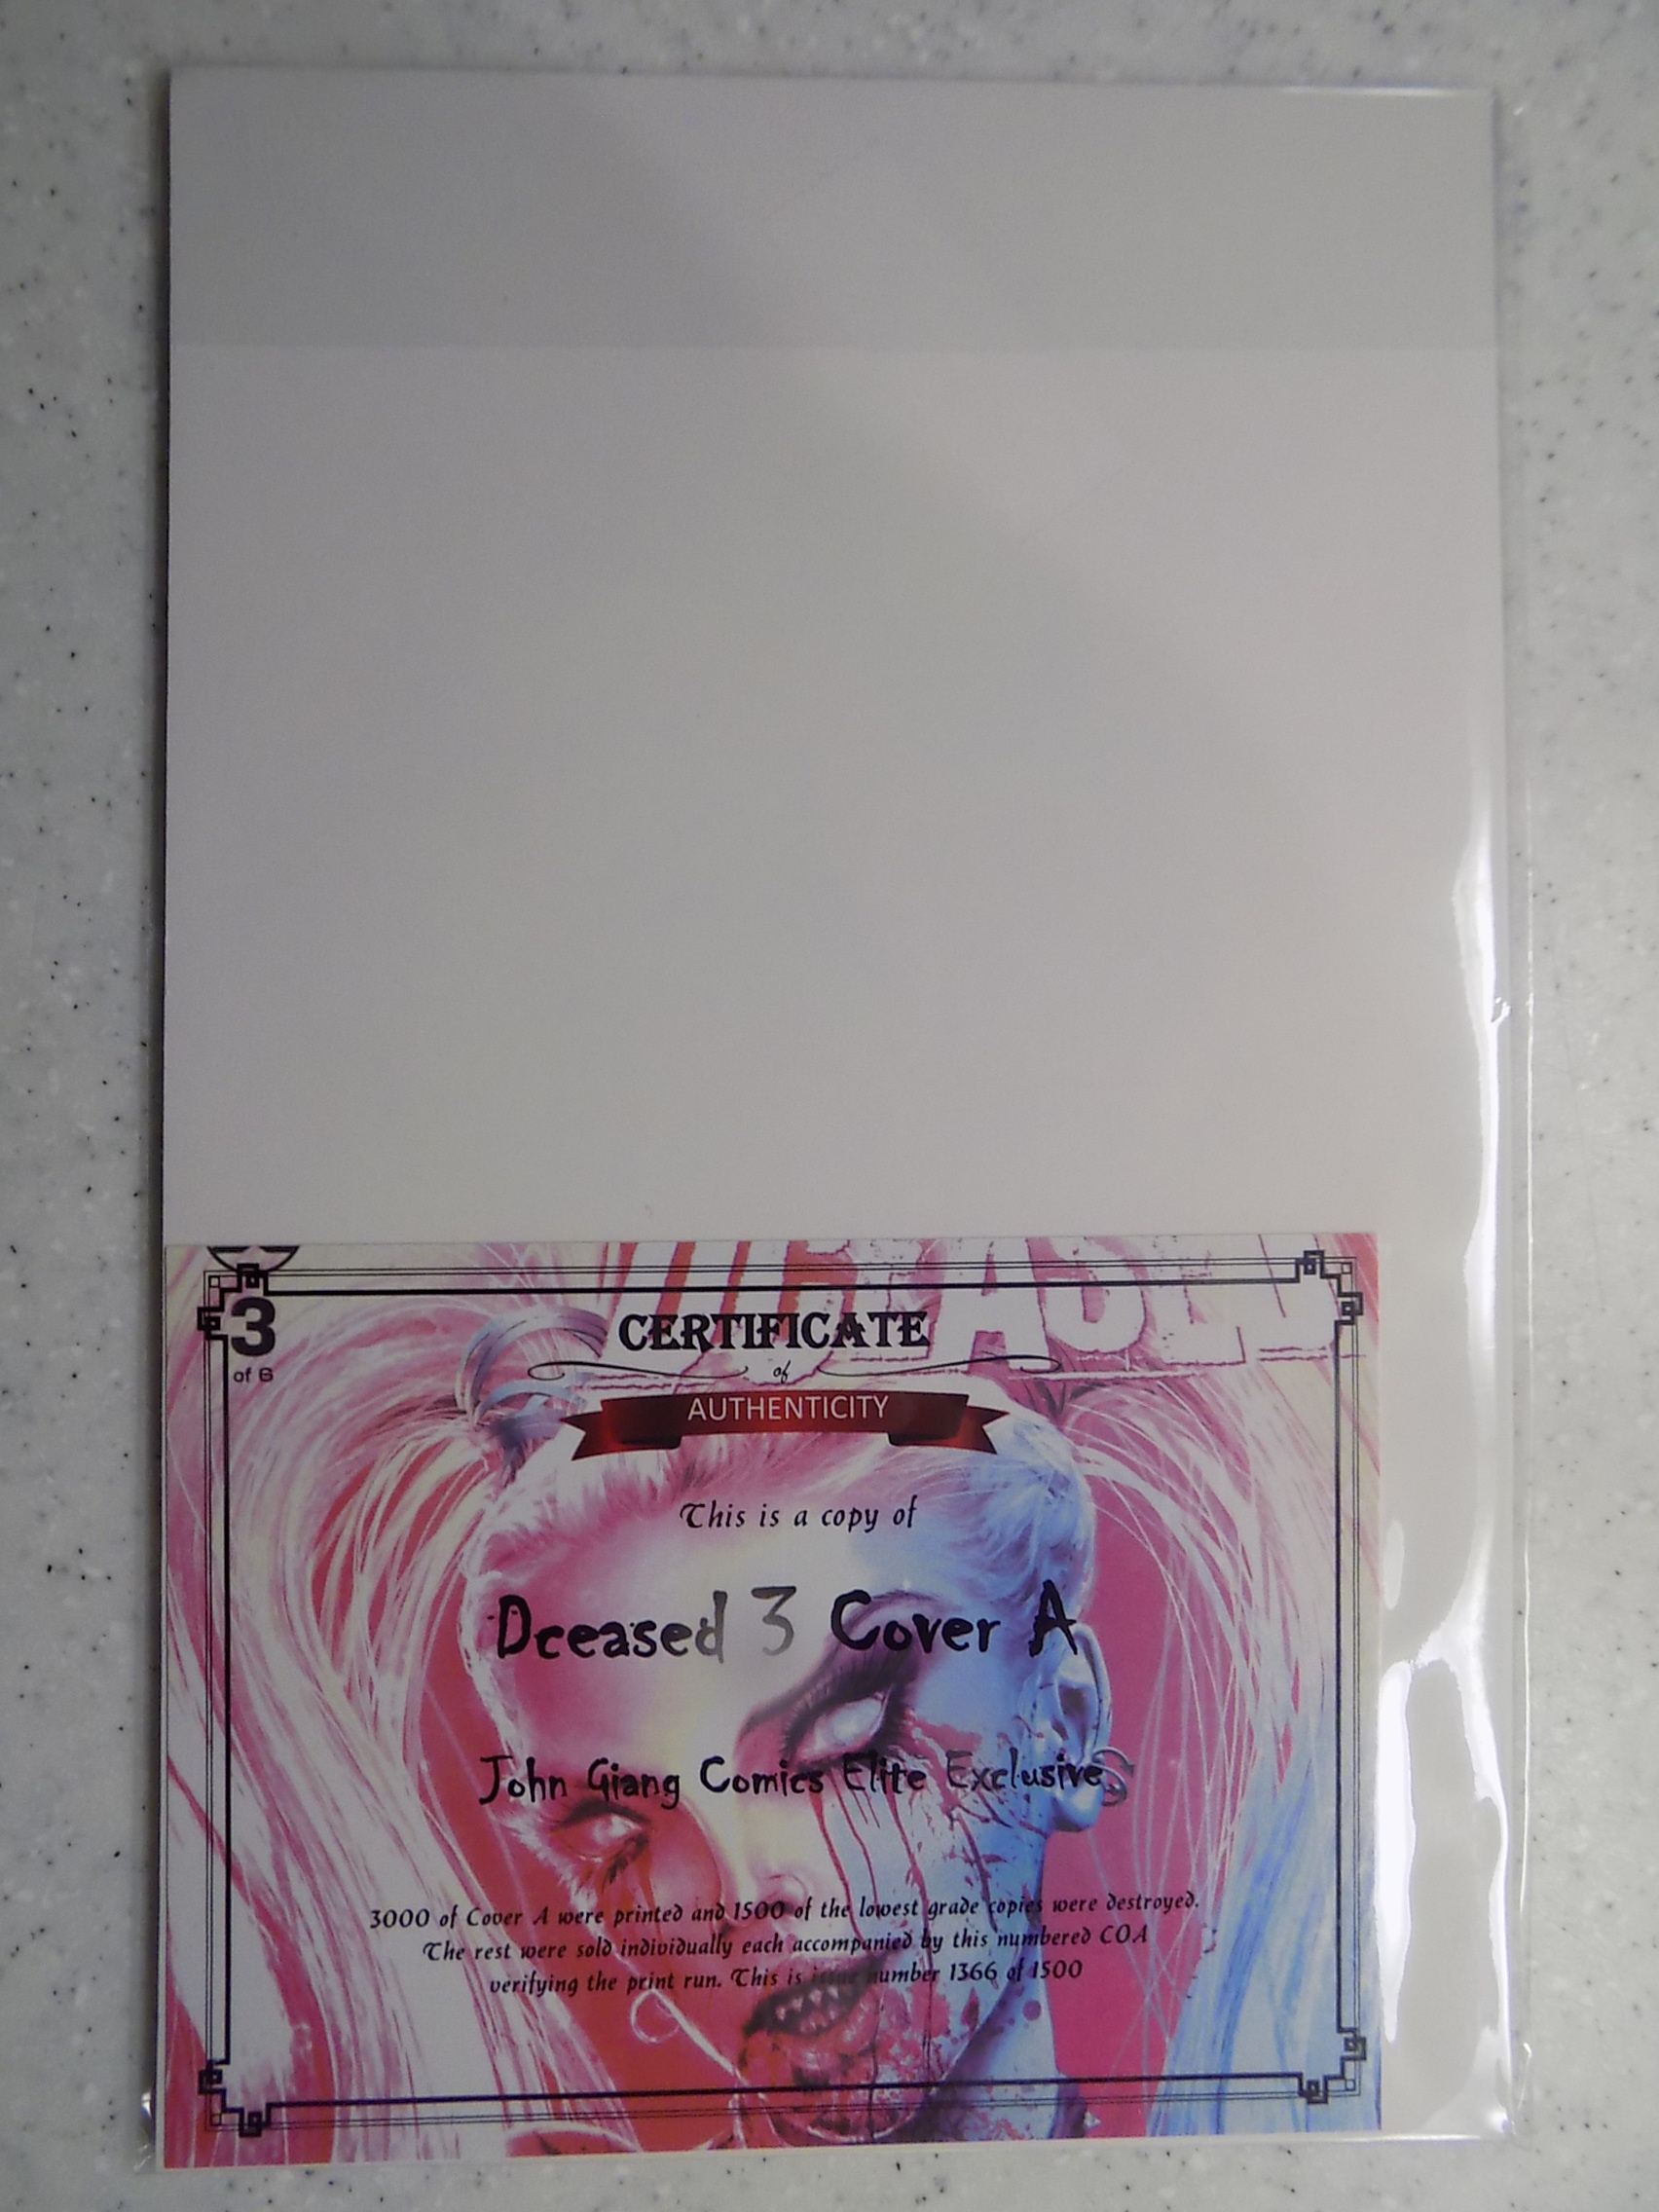 3
of 6
CERTIFICATE
of
AUTHENTICITY
This is a copy of
Dceased 3 Cover A
John Giang Comics Elite Exclusive
3000 of Cover A were printed and 1500 of the lowest grade copies were destroyed.
The rest were sold individually each accompanied by this numbered COA
verifying the print run. This is issue number 1366 of 1500